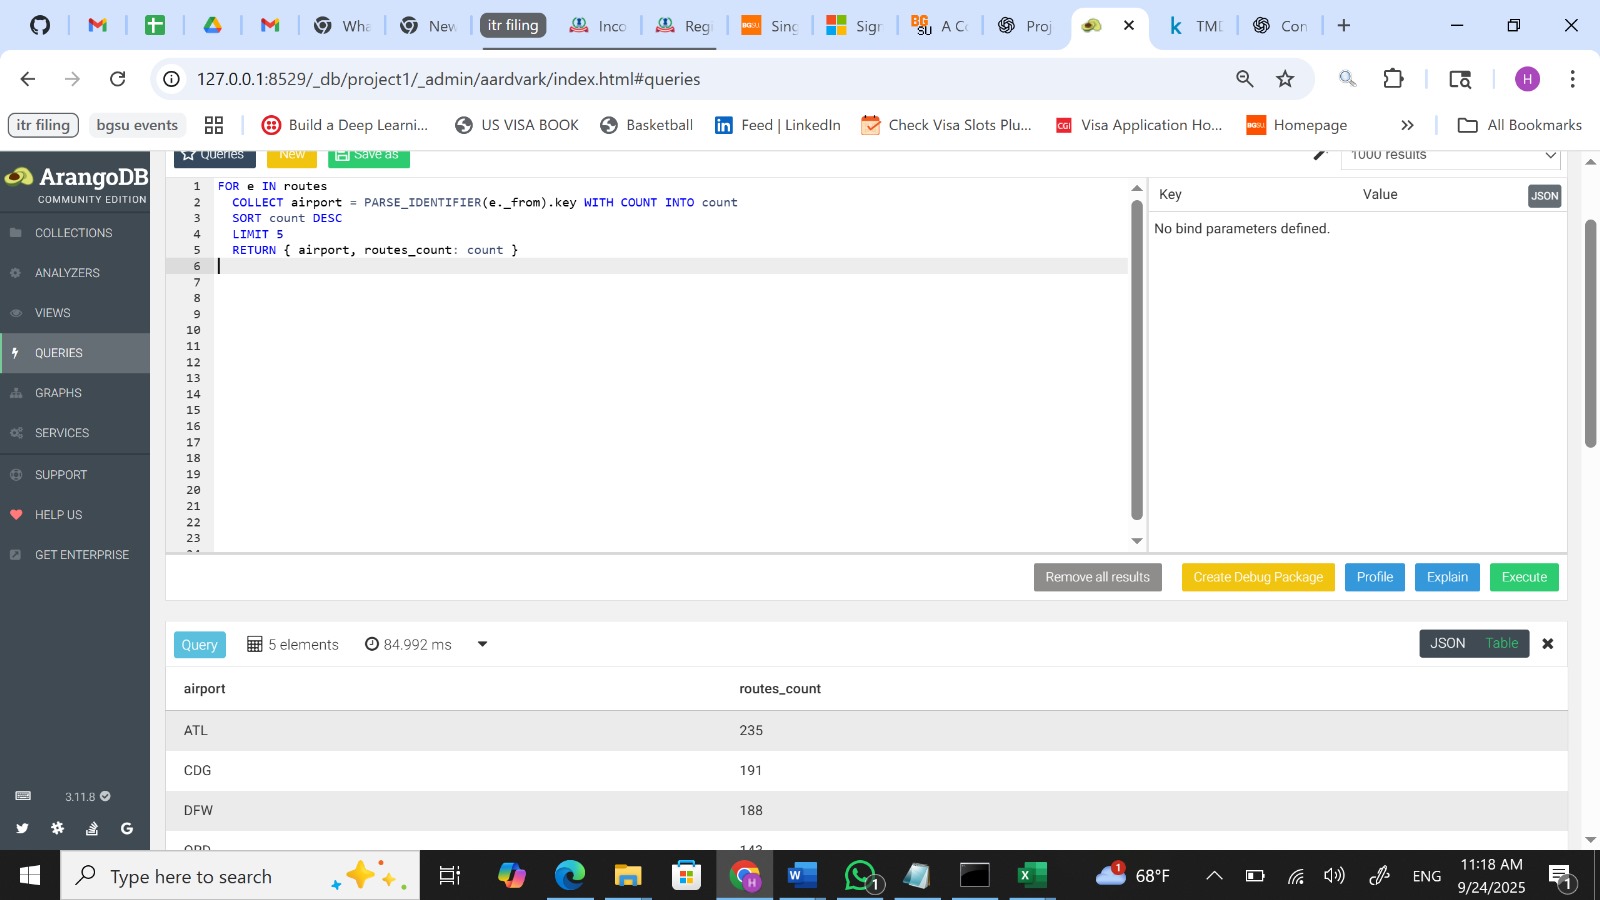 itr filing
Wha
New
Inco
Regi
Sing
Sign
A Co
Proj
TMD
Con
127.0.0.1:8529/_db/project1/_admin/aardvark/index.html#queries
H
itr filing
bgsu events
Build a Deep Learni...
US VISA BOOK
Basketball
Feed | LinkedIn
Check Visa Slots Plu...
Visa Application Ho...
Homepage
All Bookmarks
ArangoDB
COMMUNITY EDITION
COLLECTIONS
ANALYZERS
VIEWS
QUERIES
GRAPHS
SERVICES
SUPPORT
HELP US
GET ENTERPRISE
3.11.8
Queries
New
Save as
1000 results
1 FOR e IN routes
2 COLLECT airport = PARSE_IDENTIFIER(e._from).key WITH COUNT INTO count
3 SORT count DESC
4 LIMIT 5
5 RETURN { airport, routes_count: count }
6
7
8
9
10
11
12
13
14
15
16
17
18
19
20
21
22
23
Key Value JSON
No bind parameters defined.
Remove all results
Create Debug Package
Profile
Explain
Execute
Query 5 elements 84.992 ms
JSON Table
airport routes_count
ATL 235
CDG 191
DFW 188
ORD 143
Type here to search
1
1
68°F
ENG
11:18 AM
9/24/2025
1